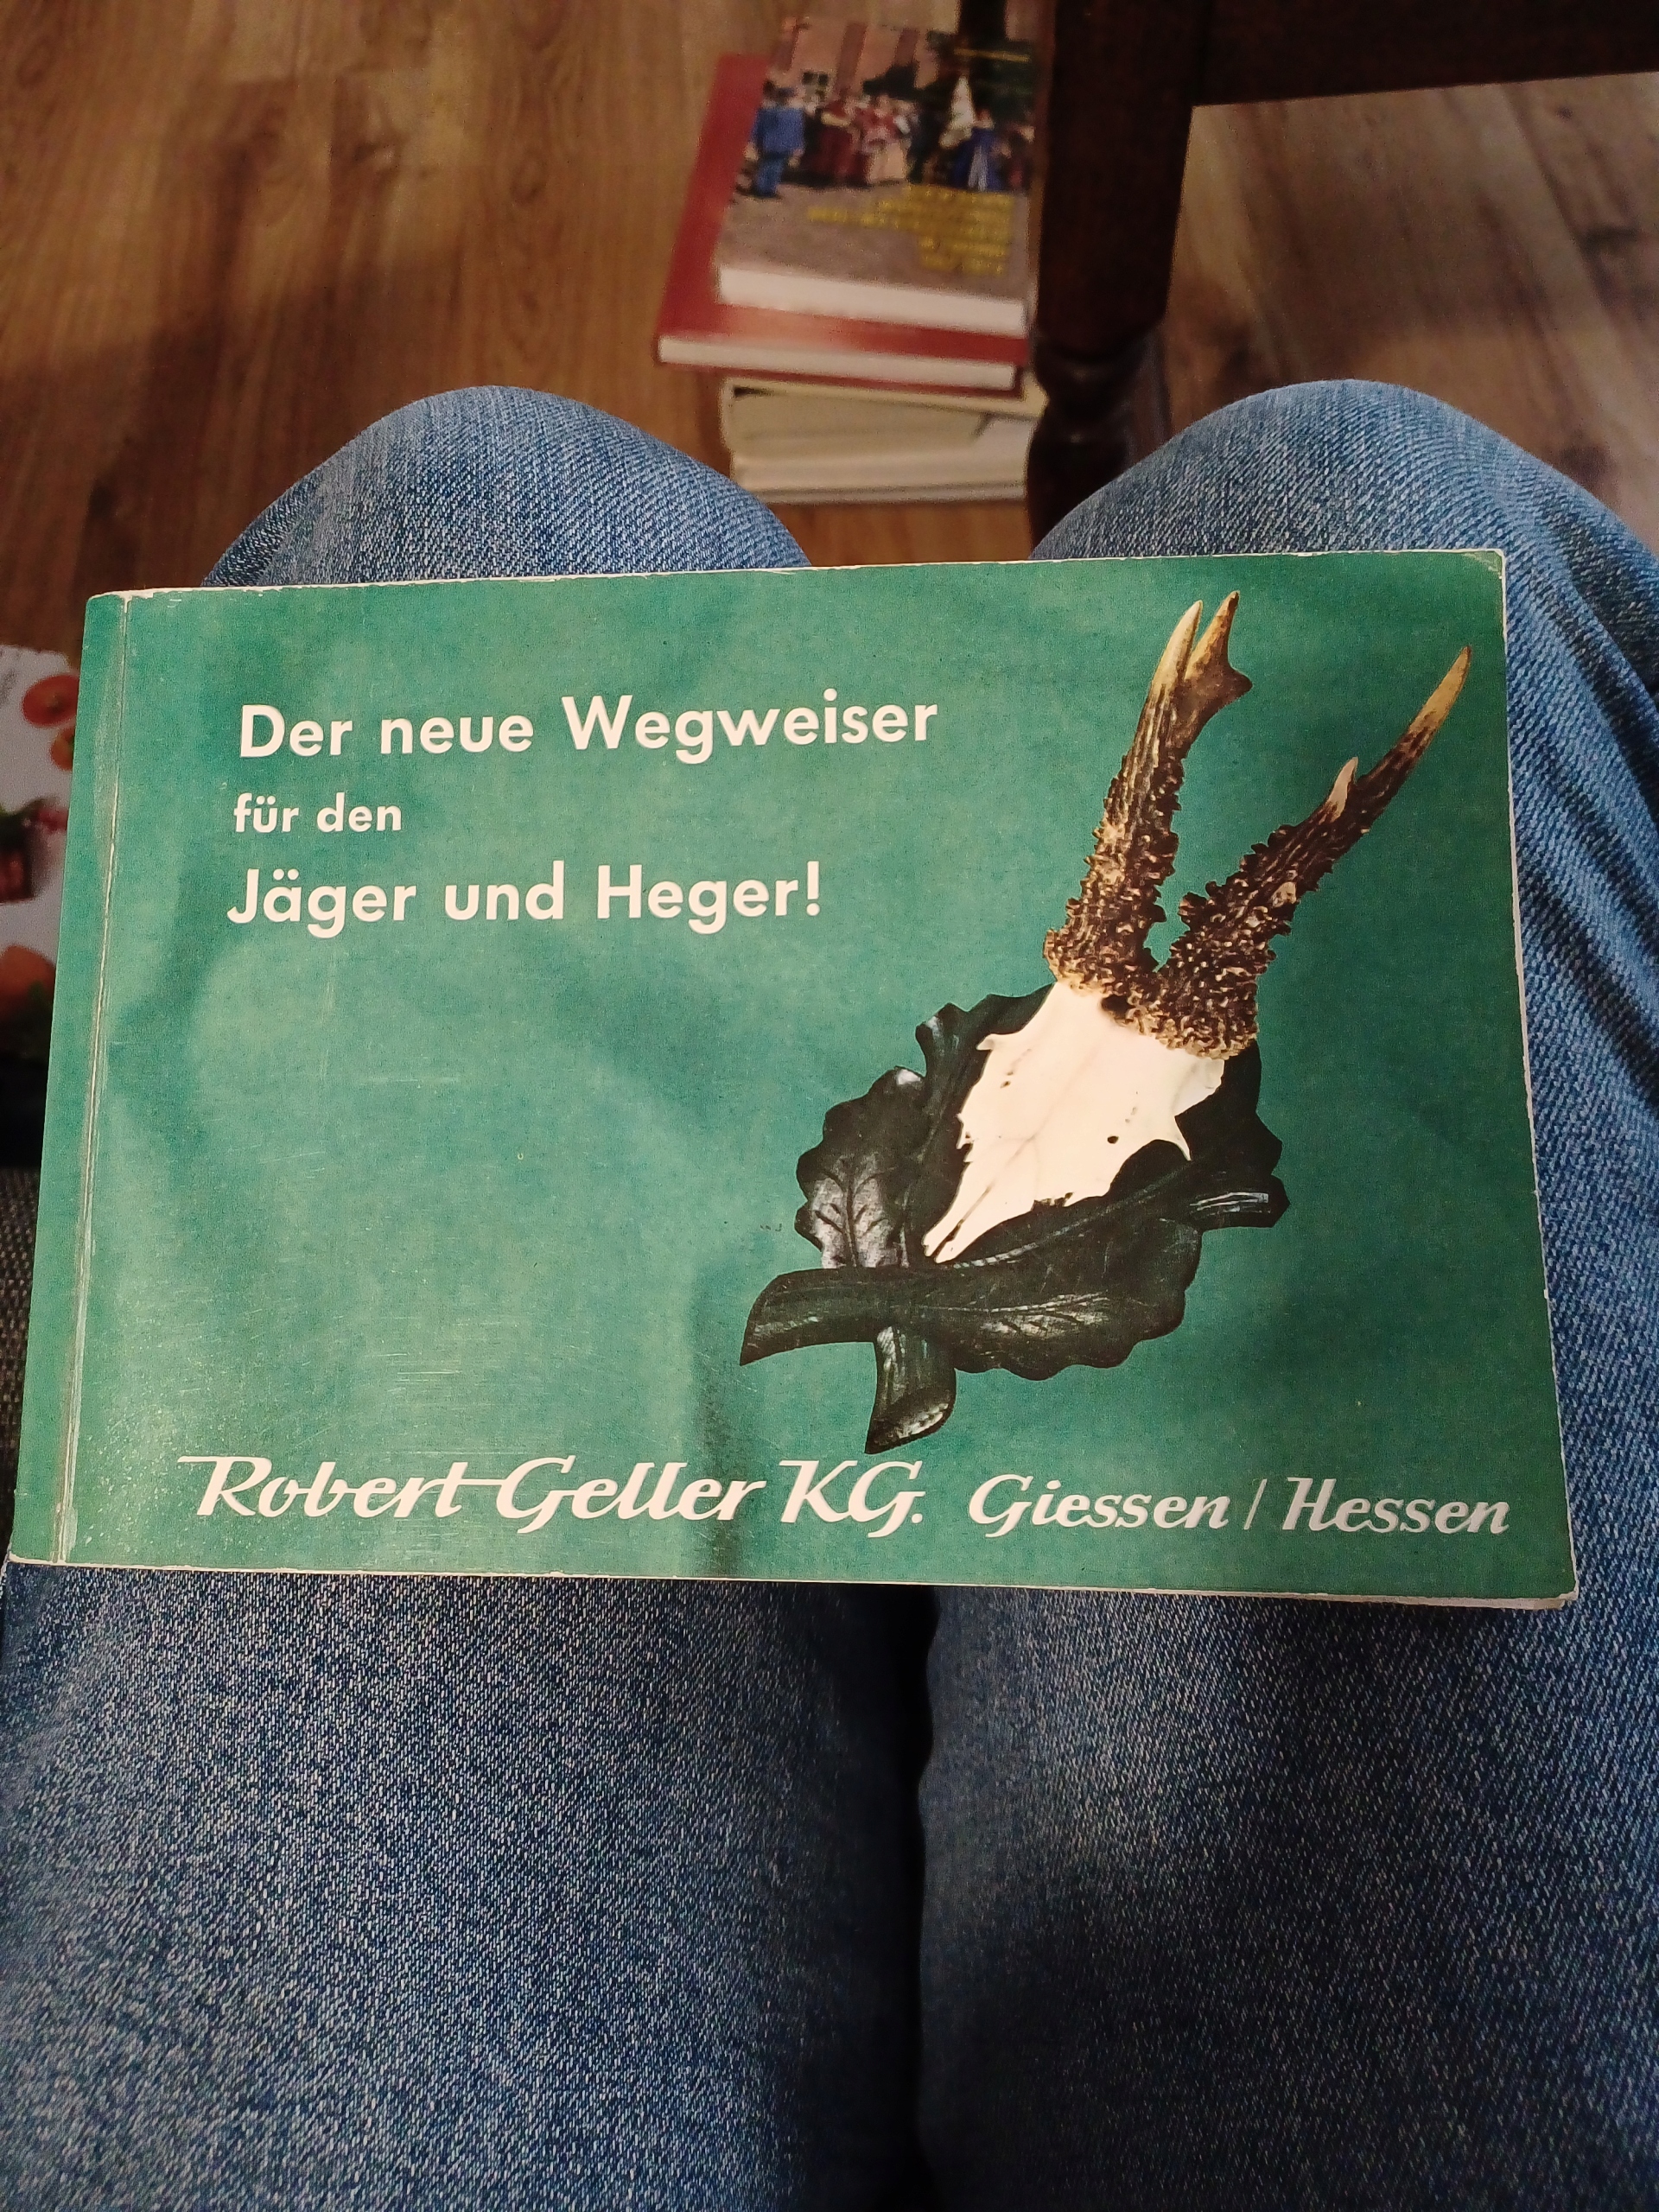 Der neue Wegweiser
für den
Jäger und Heger!
Robert Geller KG. Giessen / Hessen